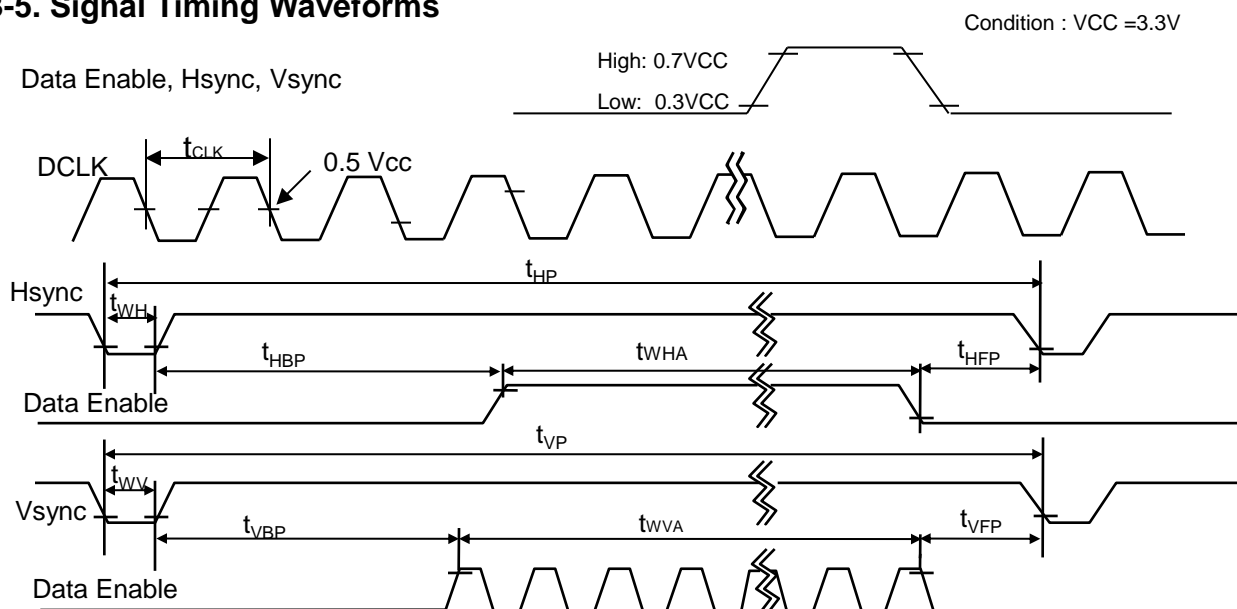 3-5. Signal Timing Waveforms
Condition : VCC =3.3V
High: 0.7VCC
Data Enable, Hsync, Vsync
Low: 0.3VCC
tCLK
0.5 Vcc
DCLK
tHP
Hsync
tWH
tHBP
tWHA
tHFP
Data Enable
tVP
tWV
Vsync
tVBP
tWVA
tVFP
Data Enable